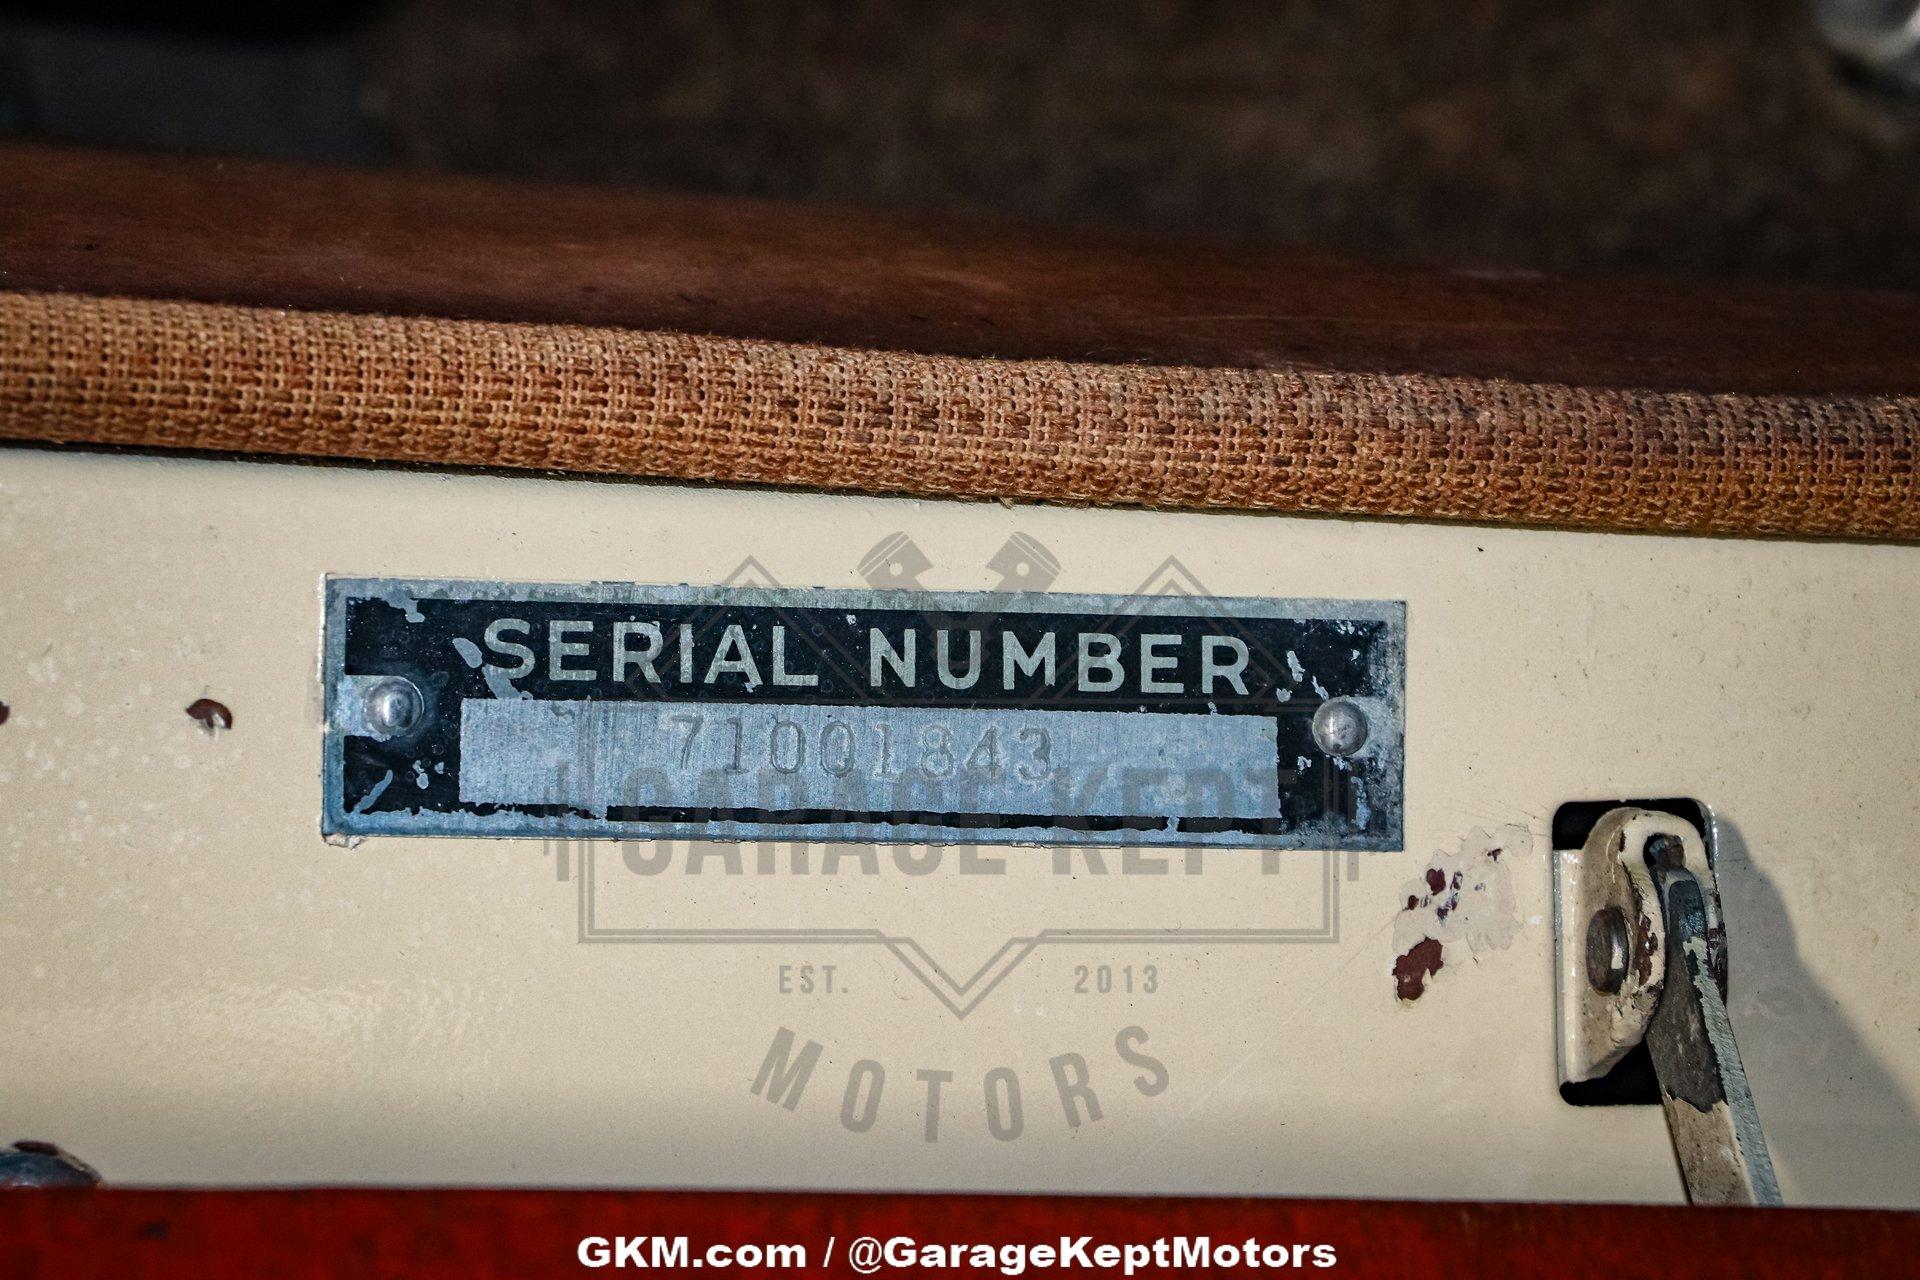 SERIAL NUMBER
71001843
GARAGE KEPT
EST. 2013
MOTORS
GKM.com / @GarageKeptMotors